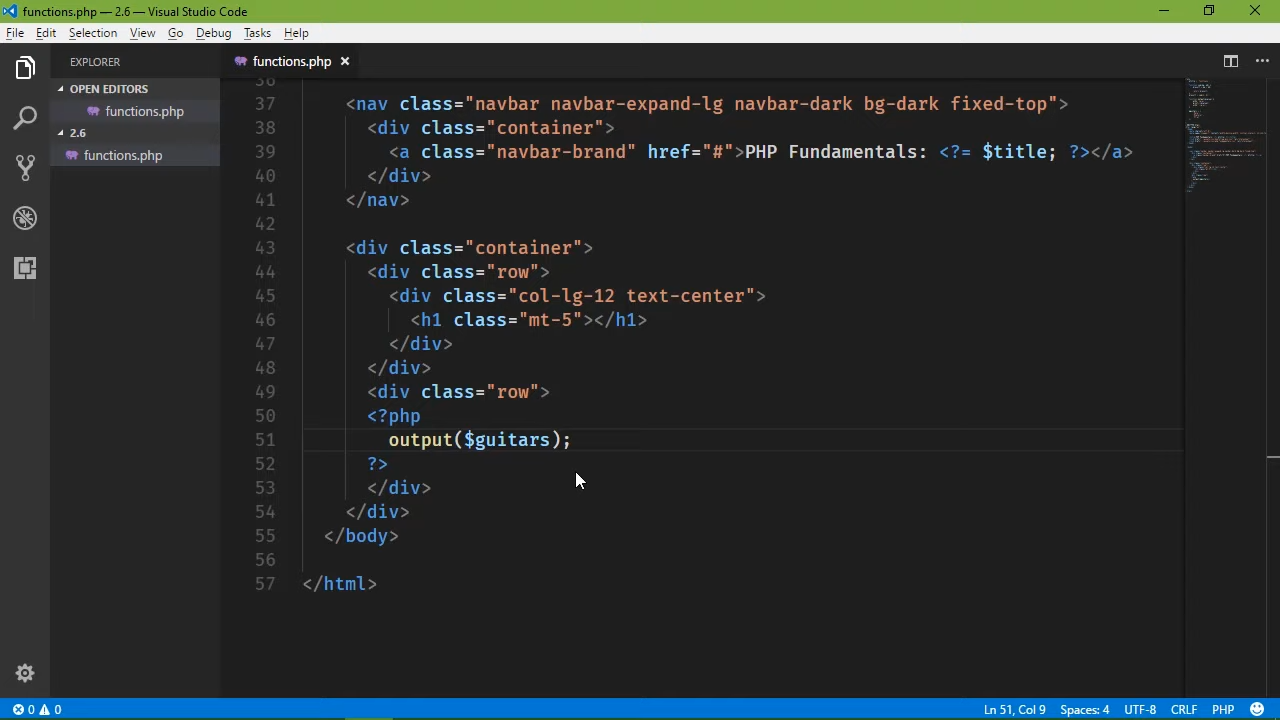 functions.php — 2.6 — Visual Studio Code
File Edit Selection View Go Debug Tasks Help
EXPLORER
OPEN EDITORS
functions.php
2.6
functions.php
functions.php ×
36
37 <nav class="navbar navbar-expand-lg navbar-dark bg-dark fixed-top">
38 <div class="container">
39 <a class="navbar-brand" href="#">PHP Fundamentals: <?= $title; ?></a>
40 </div>
41 </nav>
42
43 <div class="container">
44 <div class="row">
45 <div class="col-lg-12 text-center">
46 <h1 class="mt-5"></h1>
47 </div>
48 </div>
49 <div class="row">
50 <?php
51 output($guitars);
52 ?>
53 </div>
54 </div>
55 </body>
56
57 </html>
0 0 Ln 51, Col 9 Spaces: 4 UTF-8 CRLF PHP